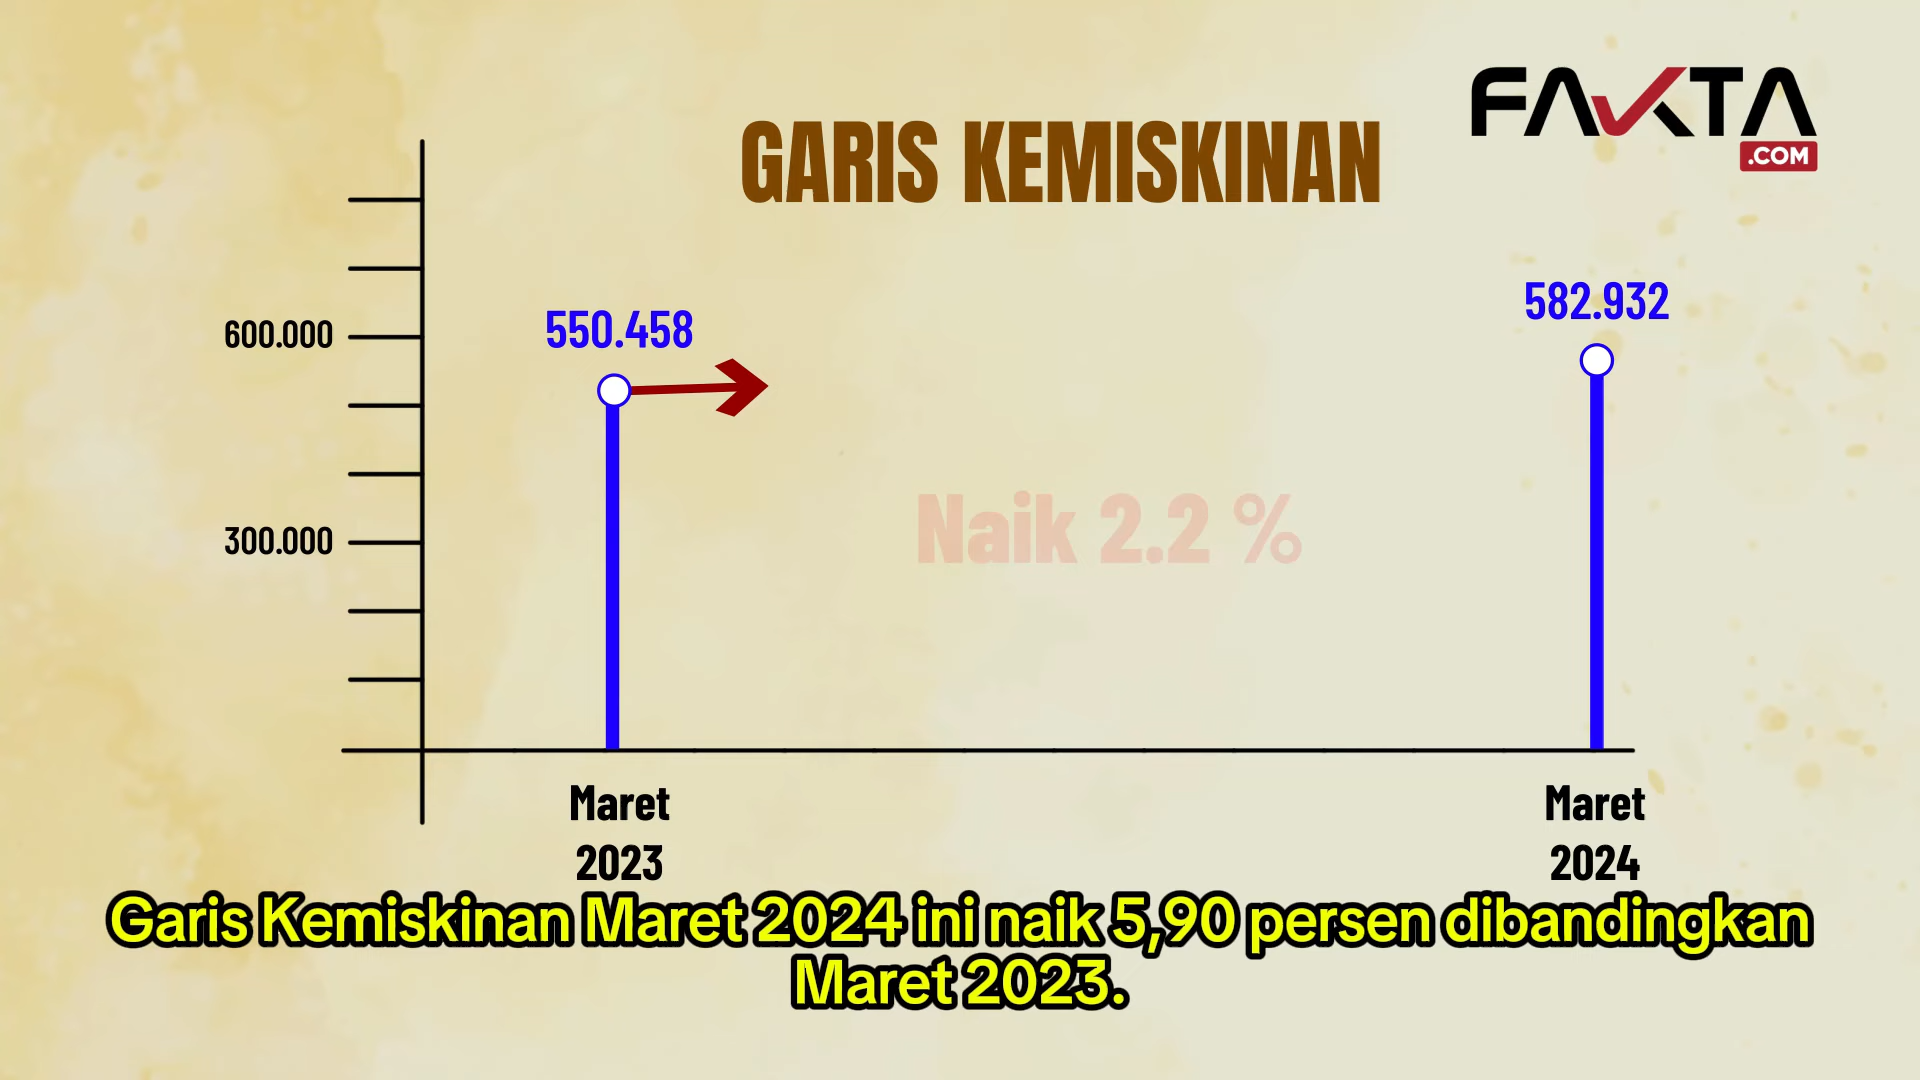 FAKTA
.COM
GARIS KEMISKINAN
600.000
300.000
550.458
582.932
Naik 2.2 %
Maret
2023
Maret
2024
Garis Kemiskinan Maret 2024 ini naik 5,90 persen dibandingkan
Maret 2023.